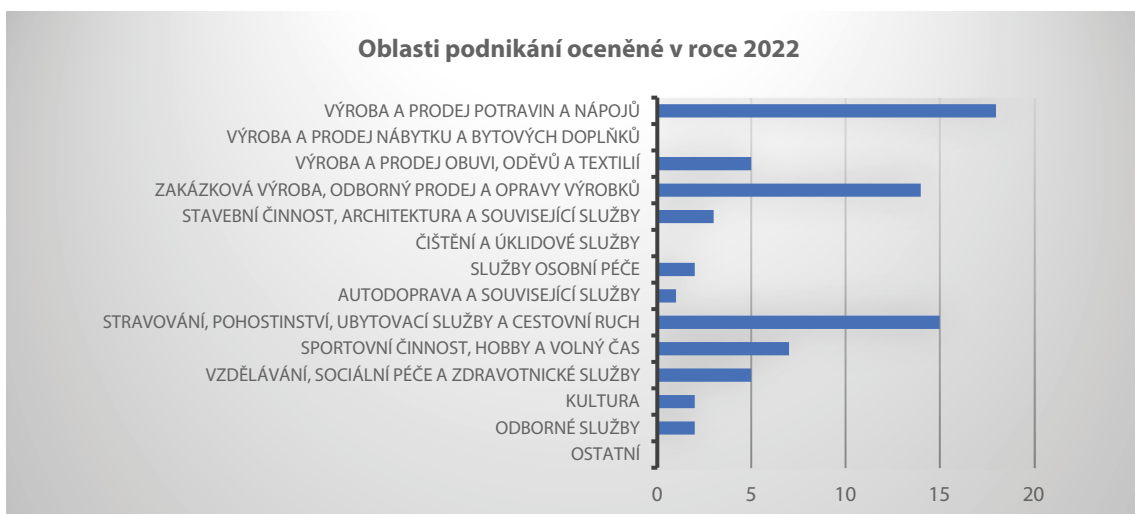 Oblasti podnikání oceněné v roce 2022
VÝROBA A PRODEJ POTRAVIN A NÁPOJŮ
VÝROBA A PRODEJ NÁBYTKU A BYTOVÝCH DOPLŇKŮ
VÝROBA A PRODEJ OBUVI, ODĚVŮ A TEXTILIÍ
ZAKÁZKOVÁ VÝROBA, ODBORNÝ PRODEJ A OPRAVY VÝROBKŮ
STAVEBNÍ ČINNOST, ARCHITEKTURA A SOUVISEJÍCÍ SLUŽBY
ČIŠTĚNÍ A ÚKLIDOVÉ SLUŽBY
SLUŽBY OSOBNÍ PÉČE
AUTODOPRAVA A SOUVISEJÍCÍ SLUŽBY
STRAVOVÁNÍ, POHOSTINSTVÍ, UBYTOVACÍ SLUŽBY A CESTOVNÍ RUCH
SPORTOVNÍ ČINNOST, HOBBY A VOLNÝ ČAS
VZDĚLÁVÁNÍ, SOCIÁLNÍ PÉČE A ZDRAVOTNICKÉ SLUŽBY
KULTURA
ODBORNÉ SLUŽBY
OSTATNÍ
0 5 10 15 20